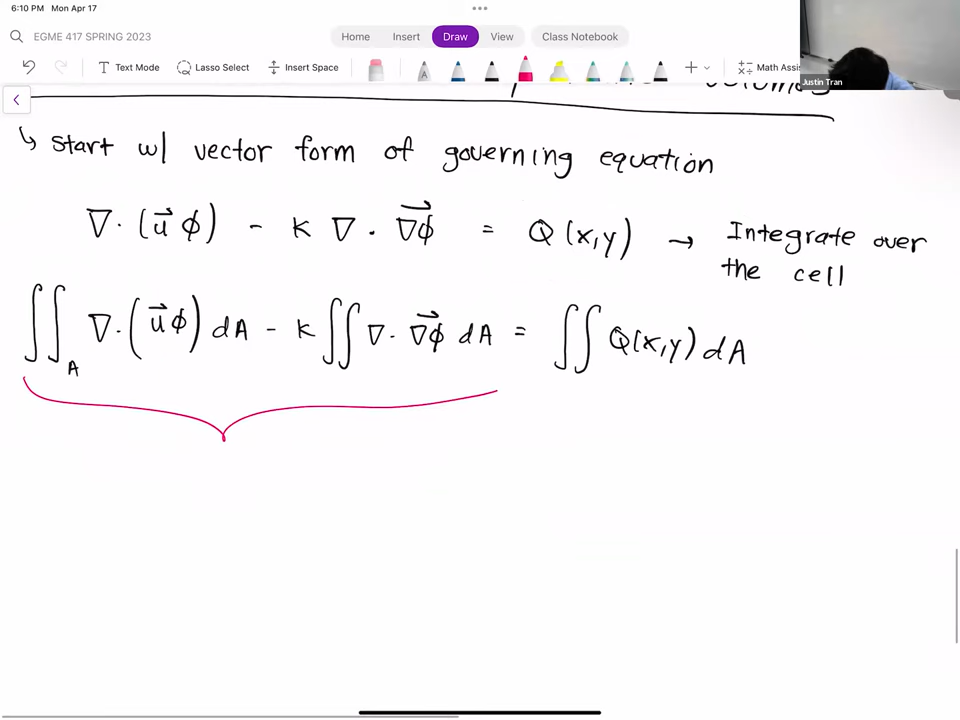 6:10 PM Mon Apr 17
EGME 417 SPRING 2023
Home Insert Draw View Class Notebook
Text Mode Lasso Select Insert Space Math Assis
Justin Tran
↳ start w/ vector form of governing equation
∇·(u⃗ϕ) - K ∇·∇ϕ⃗ = Q(x,y) → Integrate over
the cell
∬_A ∇·(u⃗ϕ) dA - K∬ ∇·∇ϕ⃗ dA = ∬ Q(x,y) dA